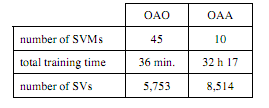 OAO OAA
number of SVMs 45 10
total training time 36 min. 32 h 17
number of SVs 5,753 8,514